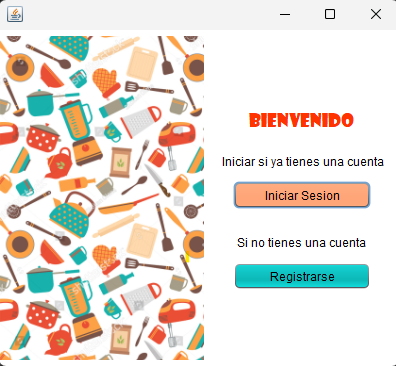 BIENVENIDO
Iniciar si ya tienes una cuenta
Iniciar Sesion
Si no tienes una cuenta
Registrarse